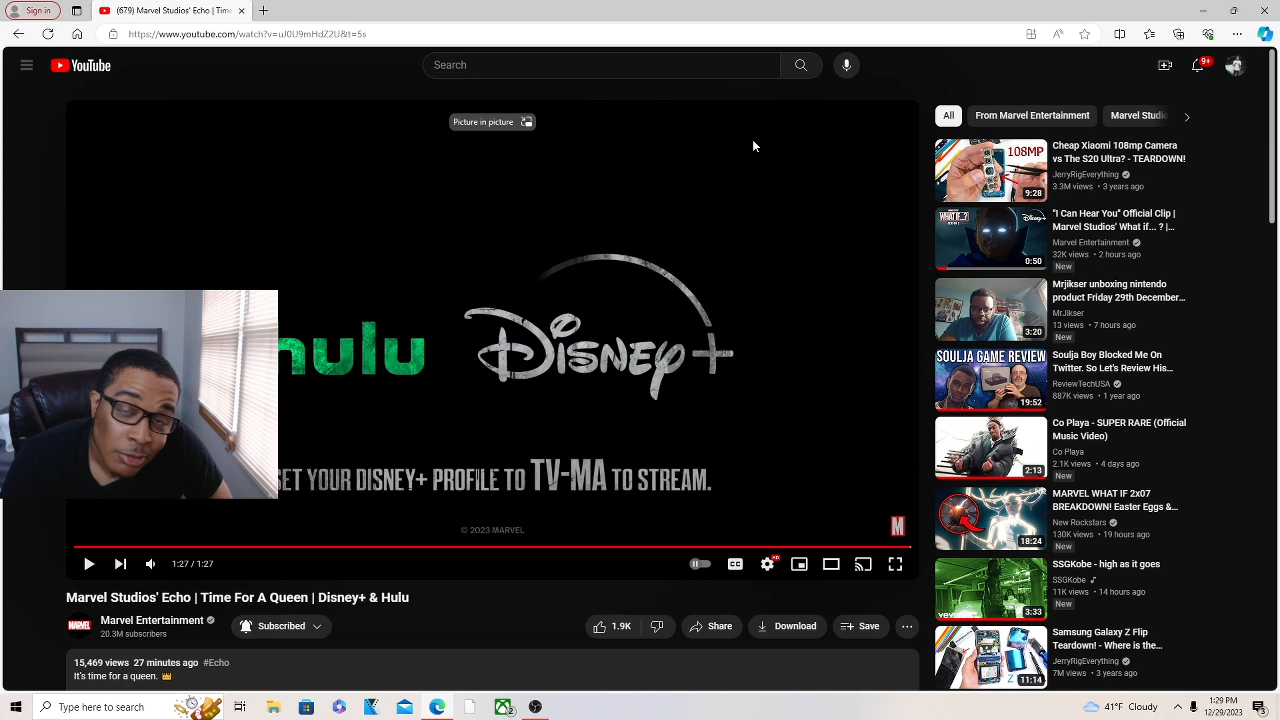 Sign in
(679) Marvel Studios' Echo | Time
https://www.youtube.com/watch?v=uJ0U9mHdZ2U&t=5s
YouTube
Search
9+
Picture in picture
hulu
Disney+
SET YOUR DISNEY+ PROFILE TO TV-MA TO STREAM.
© 2023 MARVEL
M
1:27 / 1:27
CC
HD
Marvel Studios' Echo | Time For A Queen | Disney+ & Hulu
MARVEL
Marvel Entertainment
20.3M subscribers
Subscribed
1.9K
Share
Download
Save
15,469 views 27 minutes ago #Echo
It's time for a queen. 👑
All
From Marvel Entertainment
Marvel Studio
108MP
9:28
Cheap Xiaomi 108mp Camera
vs The S20 Ultra? - TEARDOWN!
JerryRigEverything
3.3M views • 3 years ago
WHAT IF...?
Disney+
0:50
"I Can Hear You" Official Clip |
Marvel Studios' What if... ? |...
Marvel Entertainment
32K views • 2 hours ago
New
3:20
Mrjikser unboxing nintendo
product Friday 29th December...
MrJikser
13 views • 7 hours ago
New
SOULJA GAME REVIEW
19:52
Soulja Boy Blocked Me On
Twitter. So Let's Review His...
ReviewTechUSA
887K views • 1 year ago
2:13
Co Playa - SUPER RARE (Official
Music Video)
Co Playa
2.1K views • 4 days ago
New
18:24
MARVEL WHAT IF 2x07
BREAKDOWN! Easter Eggs &...
New Rockstars
130K views • 19 hours ago
New
3:33
SSGKobe - high as it goes
SSGKobe
11K views • 14 hours ago
New
11:14
Samsung Galaxy Z Flip
Teardown! - Where is the...
JerryRigEverything
7M views • 3 years ago
Type here to search
41°F
1:29 PM
12/29/2023